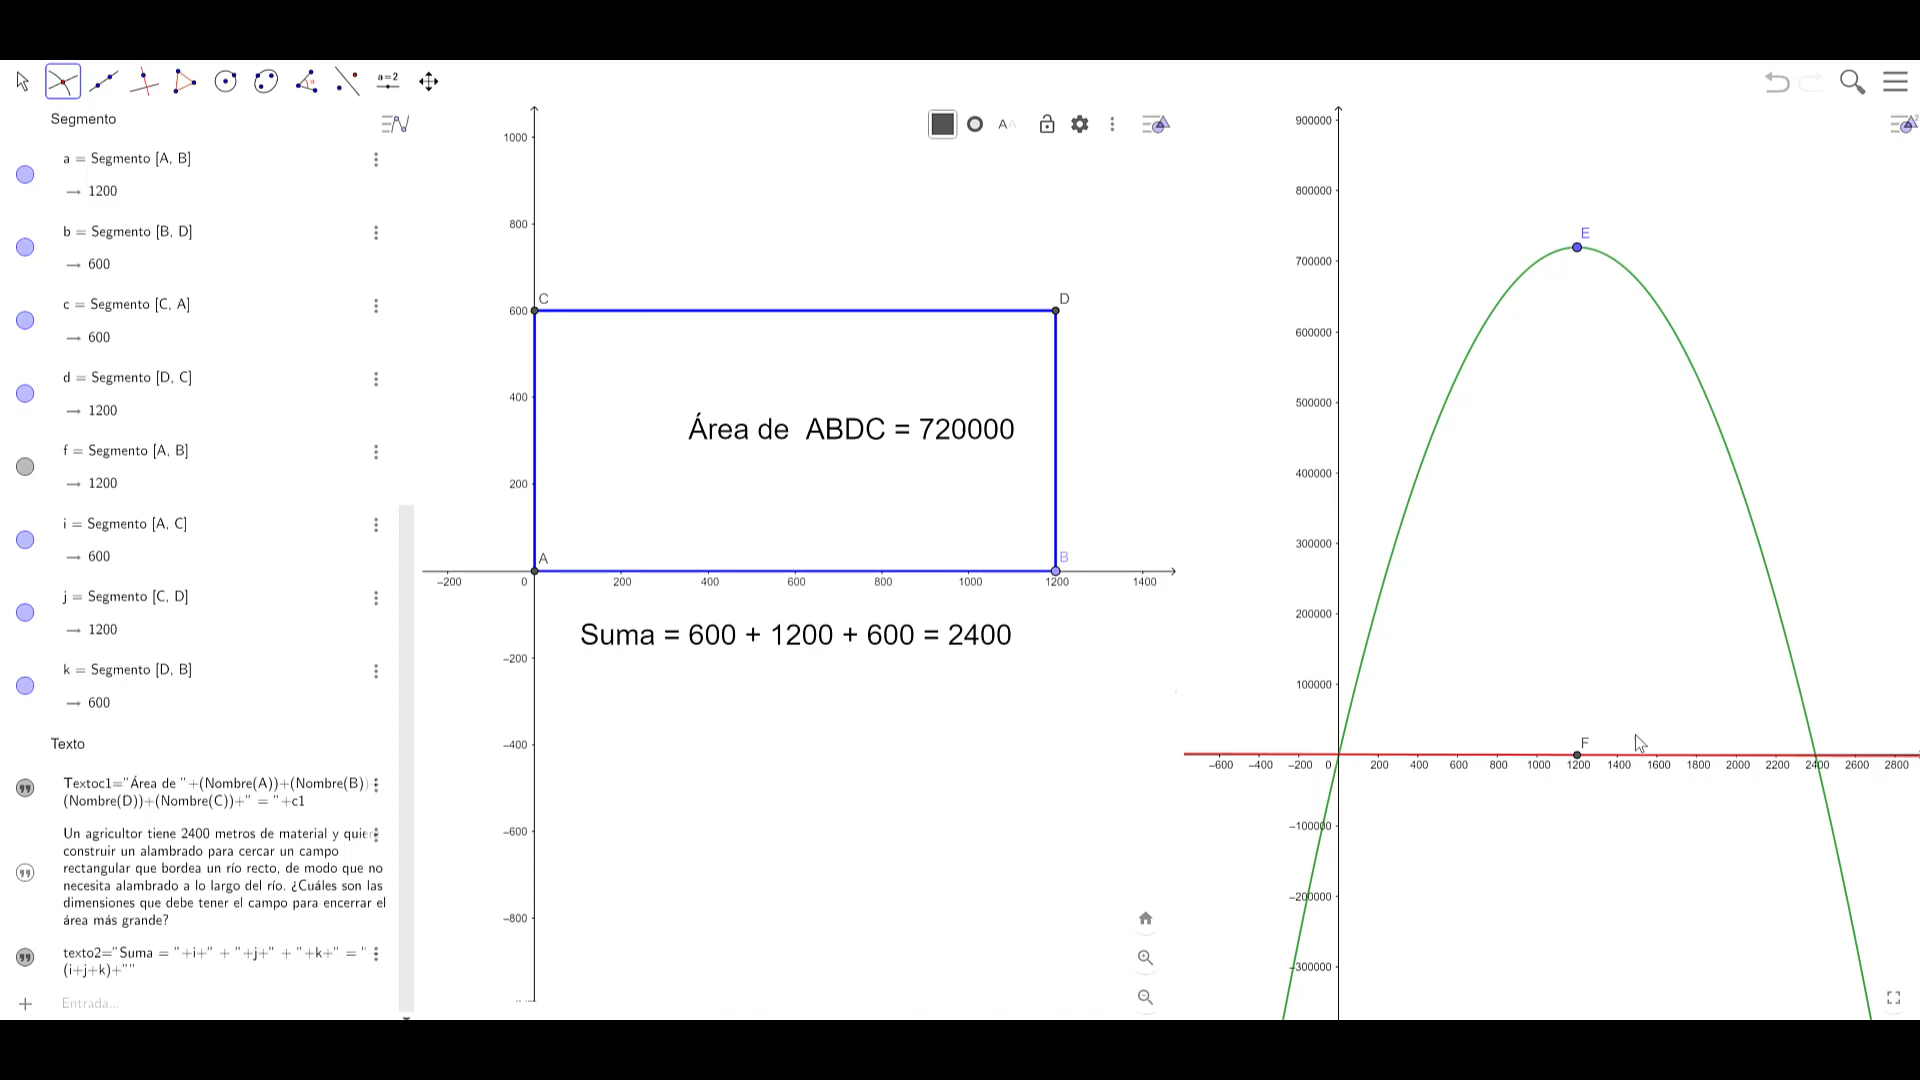 a=2
Segmento
a = Segmento [A, B]
→ 1200
b = Segmento [B, D]
→ 600
c = Segmento [C, A]
→ 600
d = Segmento [D, C]
→ 1200
f = Segmento [A, B]
→ 1200
i = Segmento [A, C]
→ 600
j = Segmento [C, D]
→ 1200
k = Segmento [D, B]
→ 600
Texto
Textoc1="Área de "+(Nombre(A))+(Nombre(B))
(Nombre(D))+(Nombre(C))+" = "+c1
Un agricultor tiene 2400 metros de material y quiere
construir un alambrado para cercar un campo
rectangular que bordea un río recto, de modo que no
necesita alambrado a lo largo del río. ¿Cuáles son las
dimensiones que debe tener el campo para encerrar el
área más grande?
texto2="Suma = "+i+" + "+j+" + "+k+" = "
(i+j+k)+""
Entrada...
1000
800
600
400
200
0
−200
−400
−600
−800
−200
200
400
600
800
1000
1200
1400
C
D
A
B
Área de ABDC = 720000
Suma = 600 + 1200 + 600 = 2400
AA
900000
800000
700000
600000
500000
400000
300000
200000
100000
0
−100000
−200000
−300000
−600
−400
−200
200
400
600
800
1000
1200
1400
1600
1800
2000
2200
2400
2600
2800
E
F